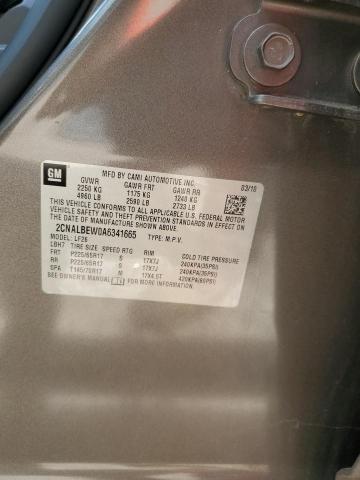 GM
MFD BY CAMI AUTOMOTIVE INC.
03/10
GVWR GAWR FRT GAWR RR
2250 KG 1175 KG 1240 KG
4960 LB 2590 LB 2733 LB
THIS VEHICLE CONFORMS TO ALL APPLICABLE U.S. FEDERAL
MOTOR VEHICLE SAFETY AND THEFT PREVENTION STANDARDS IN
EFFECT ON THE DATE OF MANUFACTURE SHOWN ABOVE.
2CNALBEW0A6341665 TYPE: M.P.V.
MODEL: LF26
LBH7 TIRE SIZE SPEED RTG RIM COLD TIRE PRESSURE
FRT P225/65R17 S 17X7J 240KPA(35PSI)
RR P225/65R17 S 17X7J 240KPA(35PSI)
SPA T145/70R17 M 17X4.5T 420KPA(60PSI)
SEE OWNER'S MANUAL FOR MORE INFORMATION.